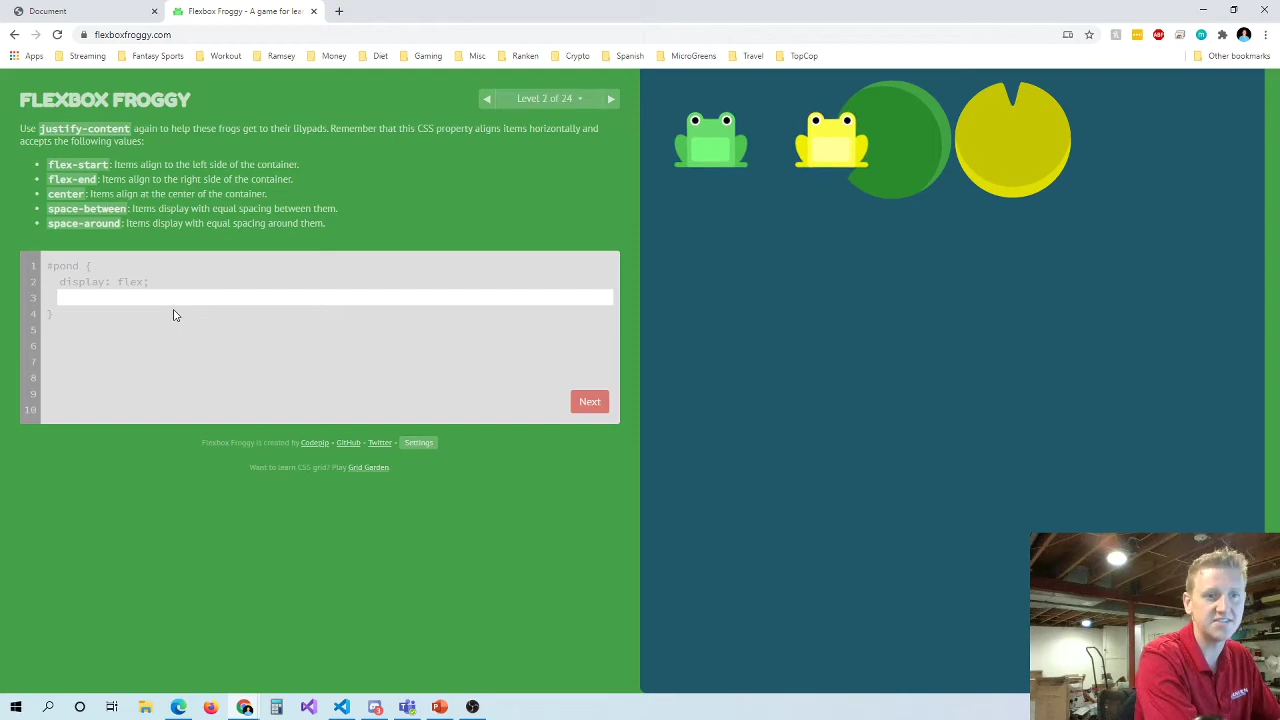 Document
Flexbox Froggy - A game for lear
flexboxfroggy.com
Apps
Streaming
Fantasy Sports
Workout
Ramsey
Money
Diet
Gaming
Misc
Ranken
Crypto
Spanish
MicroGreens
Travel
TopCop
Other bookmarks
FLEXBOX FROGGY
Level 2 of 24
Use justify-content again to help these frogs get to their lilypads. Remember that this CSS property aligns items horizontally and
accepts the following values:
flex-start: Items align to the left side of the container.
flex-end: Items align to the right side of the container.
center: Items align at the center of the container.
space-between: Items display with equal spacing between them.
space-around: Items display with equal spacing around them.
1 #pond {
2 display: flex;
3
4 }
5
6
7
8
9
10
Next
Flexbox Froggy is created by Codepip • GitHub • Twitter • Settings
Want to learn CSS grid? Play Grid Garden.